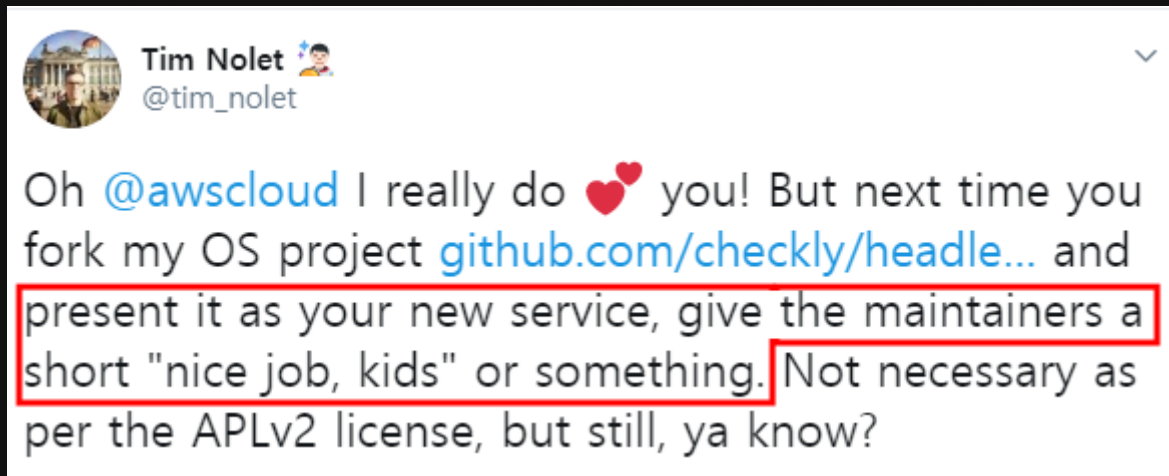 Tim Nolet
@tim_nolet
Oh @awscloud I really do 💕 you! But next time you
fork my OS project github.com/checkly/headle... and
present it as your new service, give the maintainers a
short "nice job, kids" or something. Not necessary as
per the APLv2 license, but still, ya know?